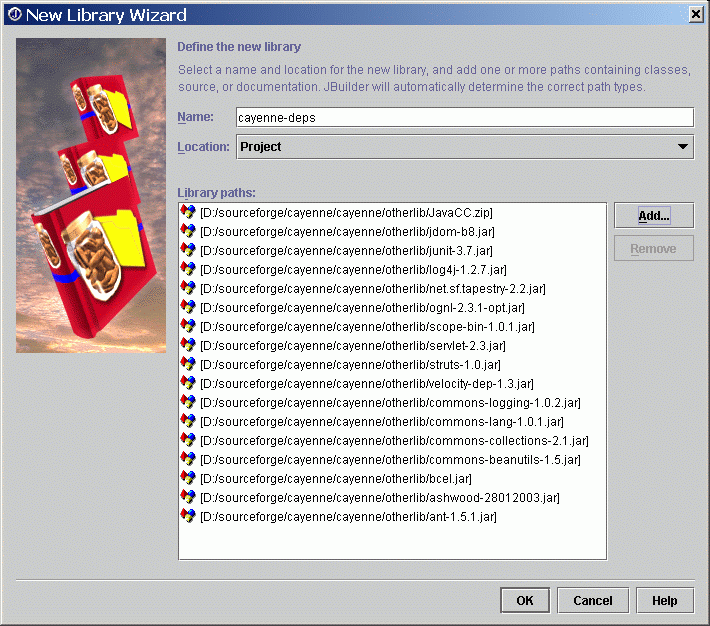 New Library Wizard
Define the new library
Select a name and location for the new library, and add one or more paths containing classes,
source, or documentation. JBuilder will automatically determine the correct path types.
Name: cayenne-deps
Location: Project
Library paths:
[D:/sourceforge/cayenne/cayenne/otherlib/JavaCC.zip]
[D:/sourceforge/cayenne/cayenne/otherlib/jdom-b8.jar]
[D:/sourceforge/cayenne/cayenne/otherlib/junit-3.7.jar]
[D:/sourceforge/cayenne/cayenne/otherlib/log4j-1.2.7.jar]
[D:/sourceforge/cayenne/cayenne/otherlib/net.sf.tapestry-2.2.jar]
[D:/sourceforge/cayenne/cayenne/otherlib/ognl-2.3.1-opt.jar]
[D:/sourceforge/cayenne/cayenne/otherlib/scope-bin-1.0.1.jar]
[D:/sourceforge/cayenne/cayenne/otherlib/servlet-2.3.jar]
[D:/sourceforge/cayenne/cayenne/otherlib/struts-1.0.jar]
[D:/sourceforge/cayenne/cayenne/otherlib/velocity-dep-1.3.jar]
[D:/sourceforge/cayenne/cayenne/otherlib/commons-logging-1.0.2.jar]
[D:/sourceforge/cayenne/cayenne/otherlib/commons-lang-1.0.1.jar]
[D:/sourceforge/cayenne/cayenne/otherlib/commons-collections-2.1.jar]
[D:/sourceforge/cayenne/cayenne/otherlib/commons-beanutils-1.5.jar]
[D:/sourceforge/cayenne/cayenne/otherlib/bcel.jar]
[D:/sourceforge/cayenne/cayenne/otherlib/ashwood-28012003.jar]
[D:/sourceforge/cayenne/cayenne/otherlib/ant-1.5.1.jar]
Add...
Remove
OK Cancel Help